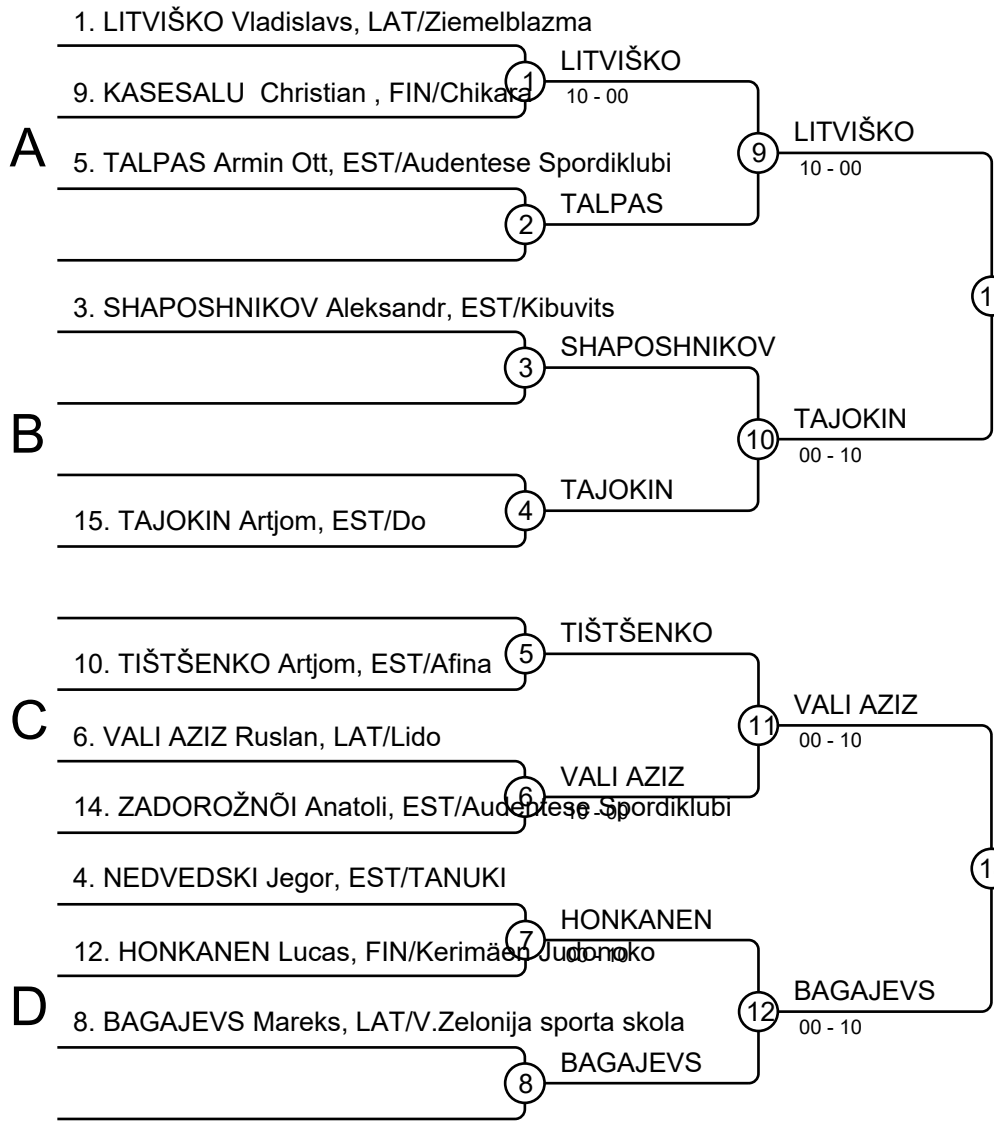 1. LITVIŠKO Vladislavs, LAT/Ziemelblazma
LITVIŠKO
1
9. KASESALU Christian , FIN/Chikara
10 - 00
LITVIŠKO
A
9
5. TALPAS Armin Ott, EST/Audentese Spordiklubi
10 - 00
TALPAS
2
1
3. SHAPOSHNIKOV Aleksandr, EST/Kibuvits
SHAPOSHNIKOV
3
TAJOKIN
B
10
00 - 10
TAJOKIN
4
15. TAJOKIN Artjom, EST/Do
TIŠTŠENKO
5
10. TIŠTŠENKO Artjom, EST/Afina
VALI AZIZ
C
11
6. VALI AZIZ Ruslan, LAT/Lido
00 - 10
VALI AZIZ
6
14. ZADOROŽNÕI Anatoli, EST/Audentese Spordiklubi
10 - 00
1
4. NEDVEDSKI Jegor, EST/TANUKI
HONKANEN
7
12. HONKANEN Lucas, FIN/Kerimäen Judonoko
00 - 10
BAGAJEVS
D
12
8. BAGAJEVS Mareks, LAT/V.Zelonija sporta skola
00 - 10
BAGAJEVS
8